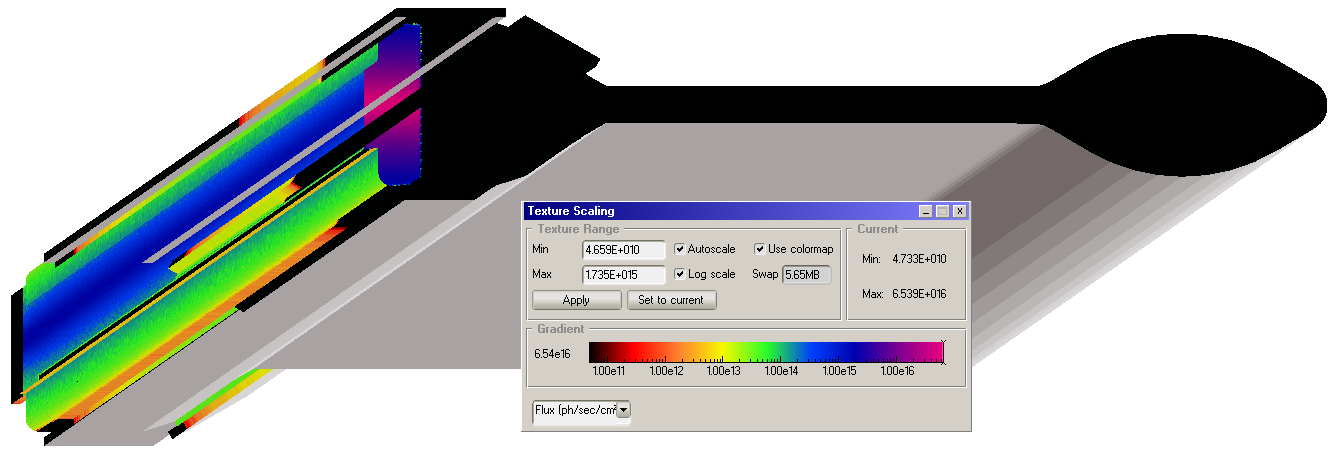 Texture Scaling
Texture Range
Current
Min 4.659E+010 Autoscale Use colormap
Min: 4.733E+010
Max 1.735E+015 Log scale Swap 5.65MB
Max: 6.539E+016
Apply Set to current
Gradient
6.54e16
1.00e11 1.00e12 1.00e13 1.00e14 1.00e15 1.00e16
Flux (ph/sec/cm²